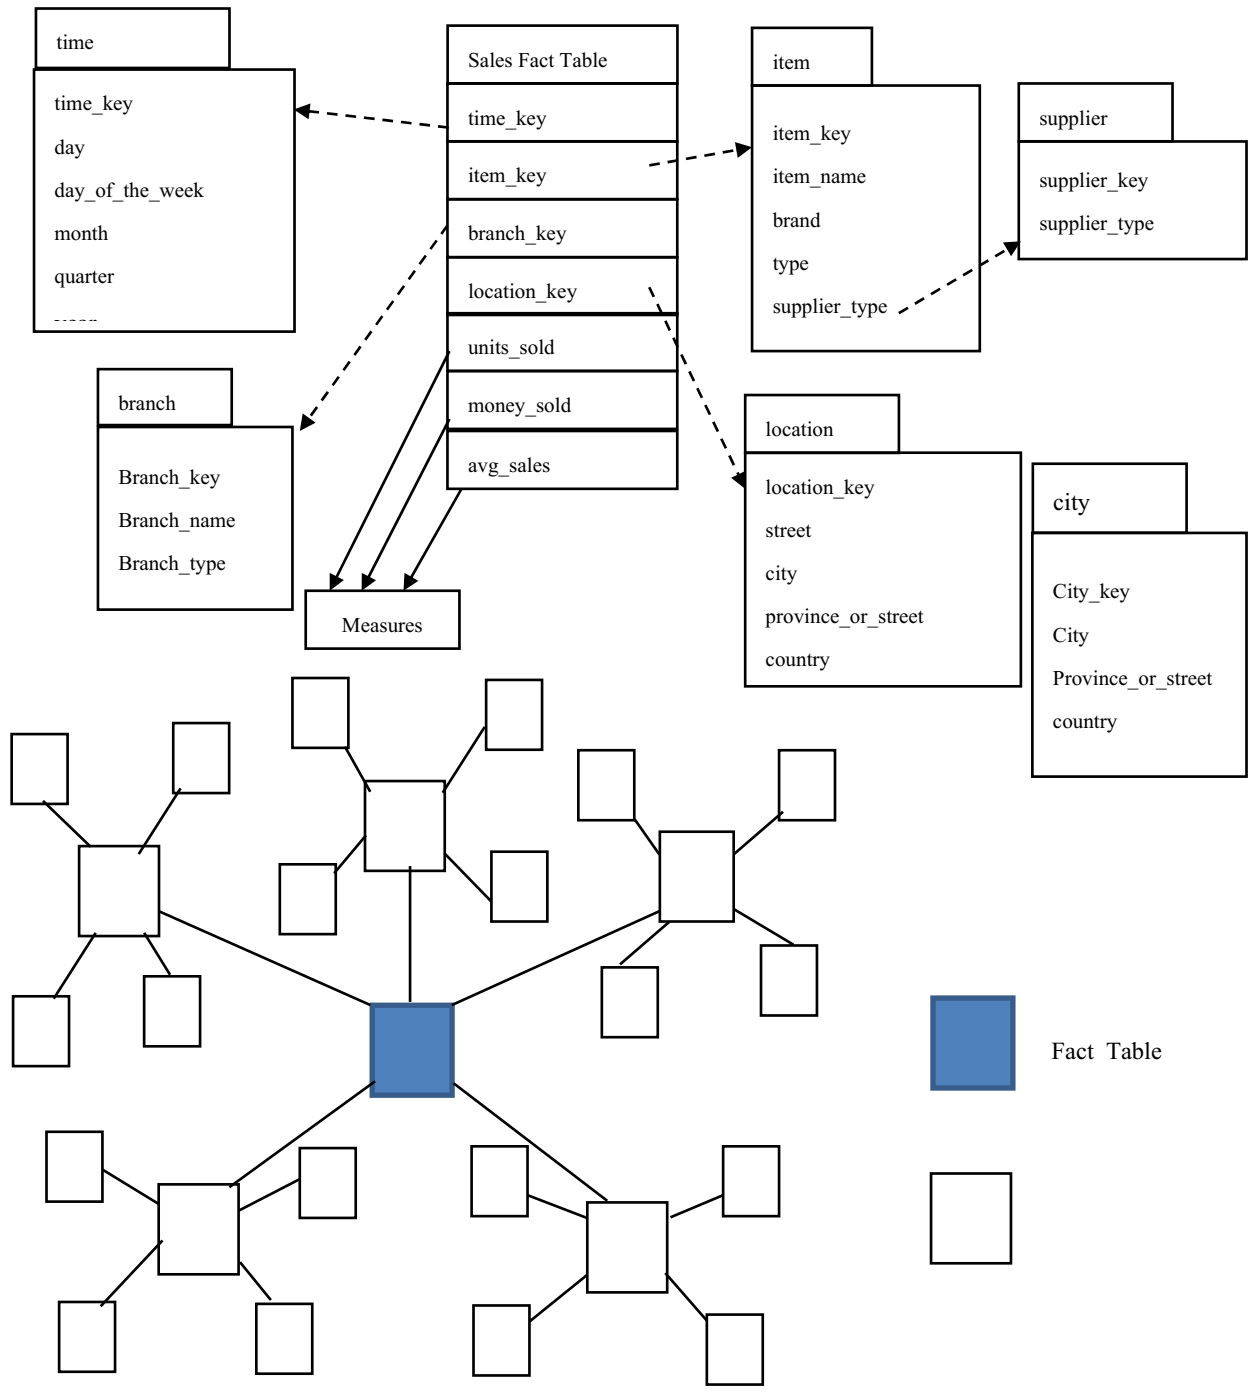 time
time_key
day
day_of_the_week
month
quarter
Sales Fact Table
time_key
item_key
branch_key
location_key
units_sold
money_sold
avg_sales
item
item_key
item_name
brand
type
supplier_type
supplier
supplier_key
supplier_type
branch
Branch_key
Branch_name
Branch_type
Measures
location
location_key
street
city
province_or_street
country
city
City_key
City
Province_or_street
country
Fact Table